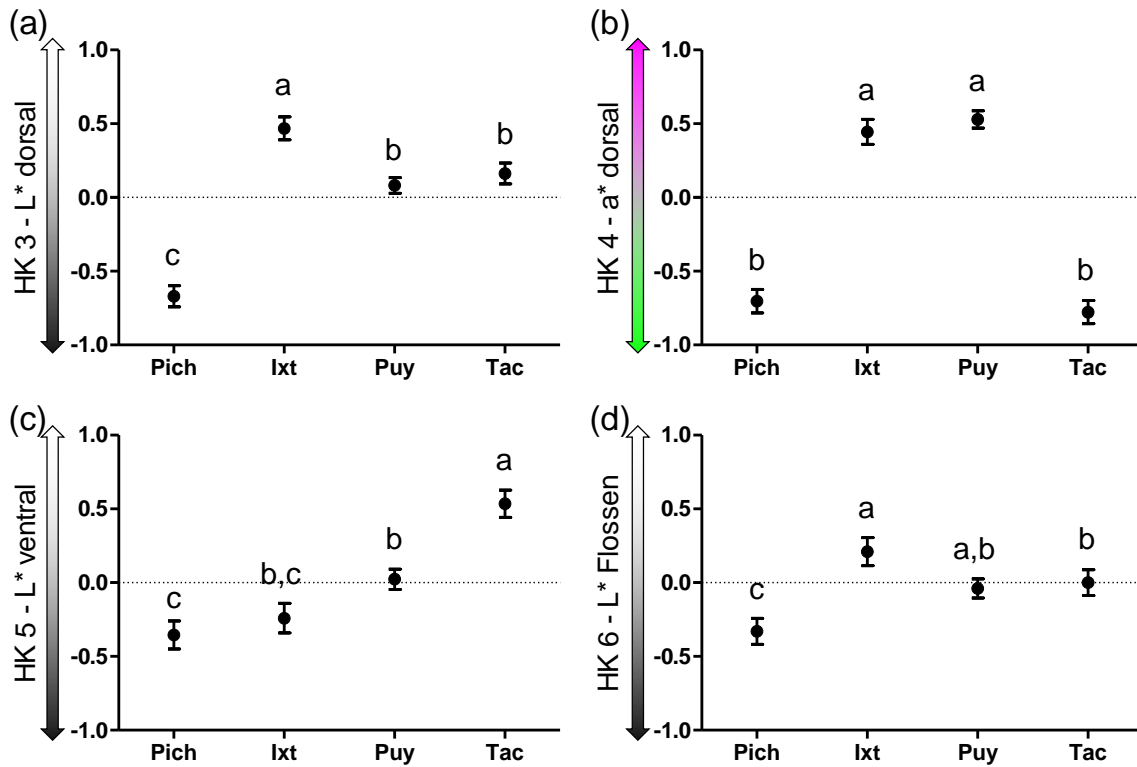 (a)
HK 3 - L* dorsal
1.0
0.5
0.0
-0.5
-1.0
c
a
b
b
Pich Ixt Puy Tac
(b)
HK 4 - a* dorsal
1.0
0.5
0.0
-0.5
-1.0
b
a
a
b
Pich Ixt Puy Tac
(c)
HK 5 - L* ventral
1.0
0.5
0.0
-0.5
-1.0
c
b,c
b
a
Pich Ixt Puy Tac
(d)
HK 6 - L* Flossen
1.0
0.5
0.0
-0.5
-1.0
c
a
a,b
b
Pich Ixt Puy Tac